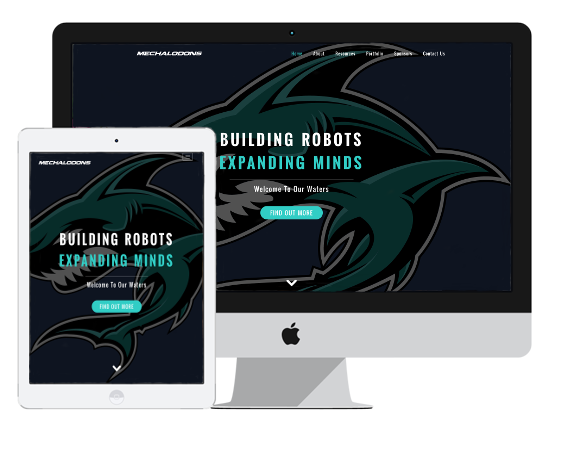 MECHALODONS
Home About Resources Portfolio Sponsors Contact Us
BUILDING ROBOTS
EXPANDING MINDS
Welcome To Our Waters
FIND OUT MORE
MECHALODONS
BUILDING ROBOTS
EXPANDING MINDS
Welcome To Our Waters
FIND OUT MORE